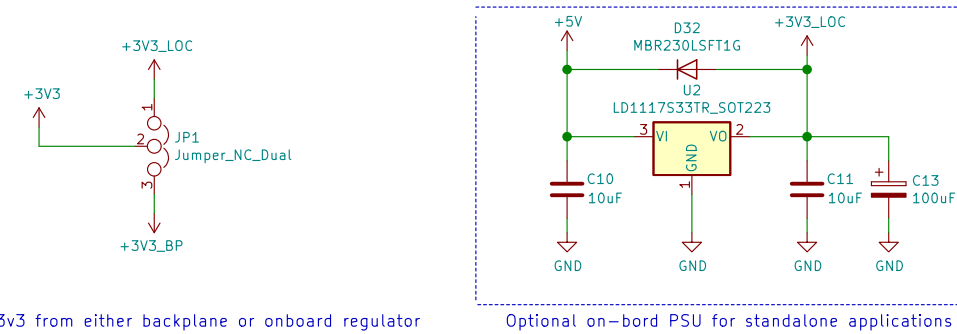 +3V3_LOC
+3V3
1
2
3
JP1
Jumper_NC_Dual
+3V3_BP
3v3 from either backplane or onboard regulator
+5V
D32
MBR230LSFT1G
+3V3_LOC
U2
LD1117S33TR_SOT223
3
VI
VO
2
GND
1
C10
10uF
C11
10uF
+
C13
100uF
GND
GND
GND
GND
Optional on-bord PSU for standalone applications